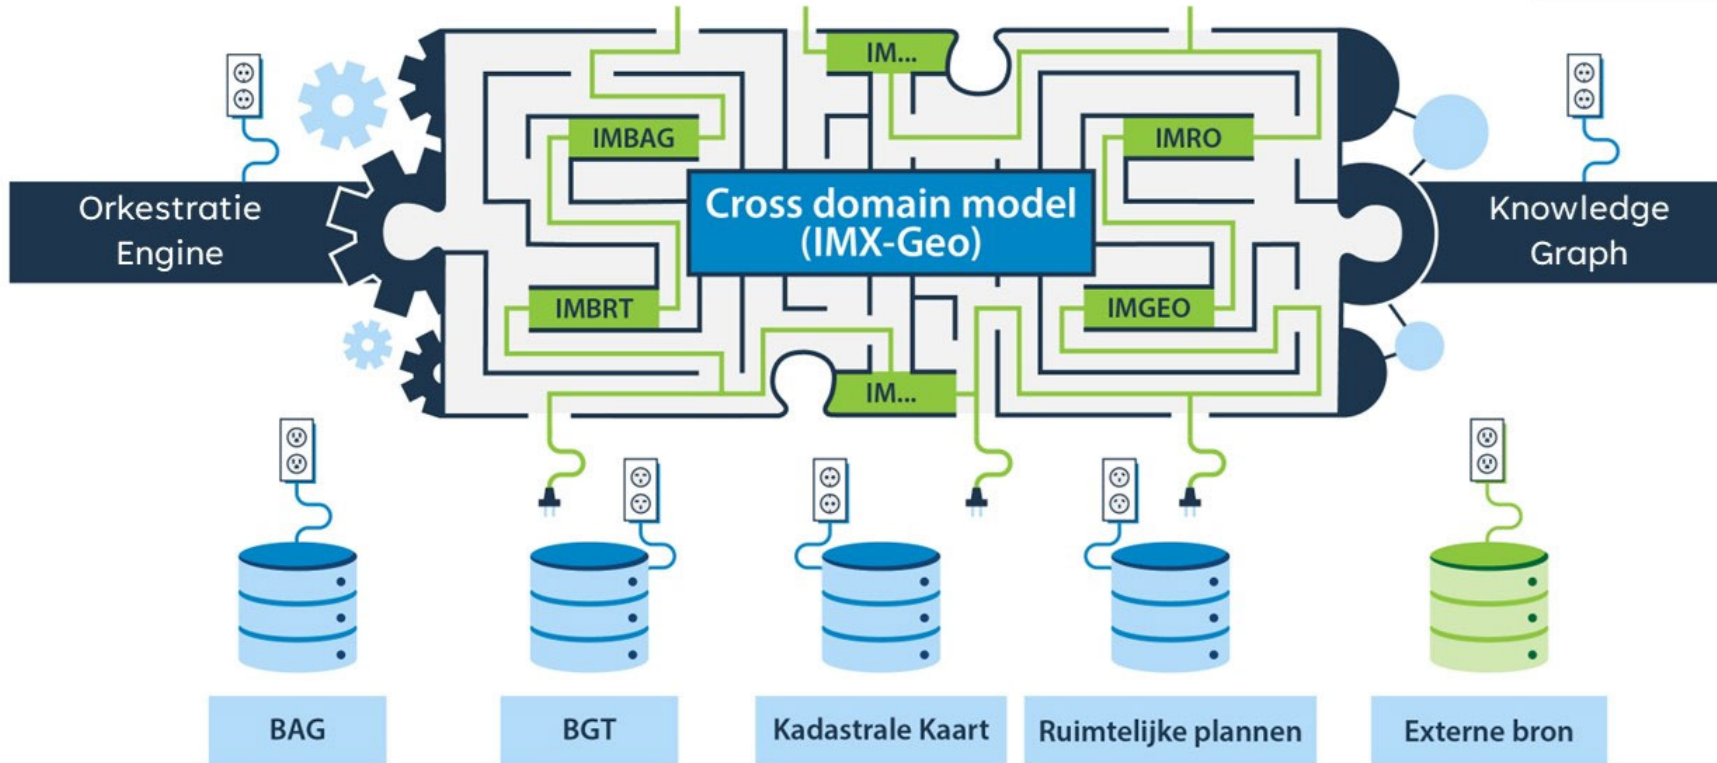 IM...
IMBAG
IMRO
Orkestratie
Engine
Cross domain model
(IMX-Geo)
Knowledge
Graph
IMBRT
IMGEO
IM...
BAG
BGT
Kadastrale Kaart
Ruimtelijke plannen
Externe bron